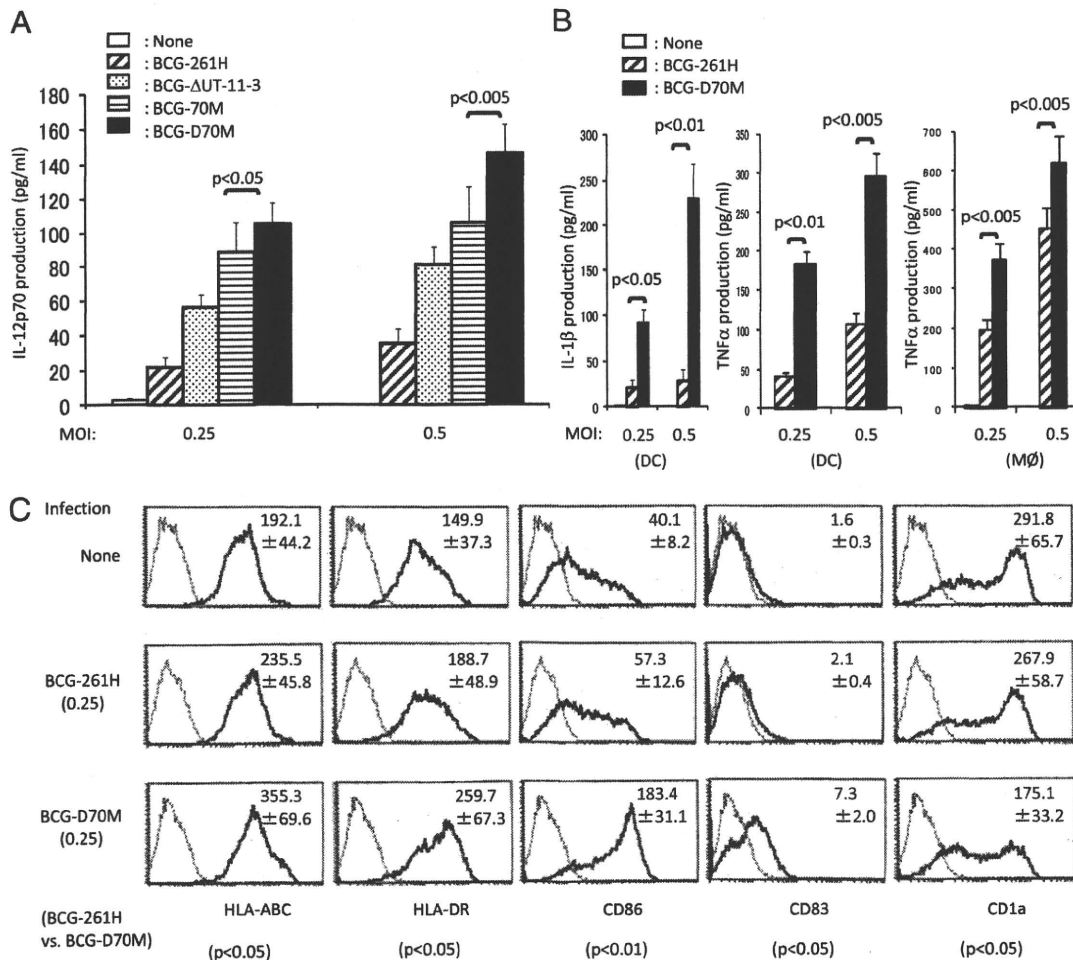 A
: None
: BCG-261H
: BCG-ΔUT-11-3
: BCG-70M
: BCG-D70M
IL-12p70 production (pg/ml)
180
160
140
120
100
80
60
40
20
0
p<0.05
p<0.005
MOI: 0.25 0.5
B
: None
: BCG-261H
: BCG-D70M
IL-1β production (pg/ml)
300
250
200
150
100
50
0
p<0.05
p<0.01
MOI: 0.25 0.5
(DC)
TNFα production (pg/ml)
350
300
250
200
150
100
50
0
p<0.01
p<0.005
0.25 0.5
(DC)
TNFα production (pg/ml)
700
600
500
400
300
200
100
0
p<0.005
p<0.005
0.25 0.5
(MØ)
C
Infection
None
192.1 149.9 40.1 1.6 291.8
±44.2 ±37.3 ±8.2 ±0.3 ±65.7
BCG-261H
(0.25)
235.5 188.7 57.3 2.1 267.9
±45.8 ±48.9 ±12.6 ±0.4 ±58.7
BCG-D70M
(0.25)
355.3 259.7 183.4 7.3 175.1
±69.6 ±67.3 ±31.1 ±2.0 ±33.2
HLA-ABC HLA-DR CD86 CD83 CD1a
(BCG-261H
vs. BCG-D70M)
(p<0.05) (p<0.05) (p<0.01) (p<0.05) (p<0.05)